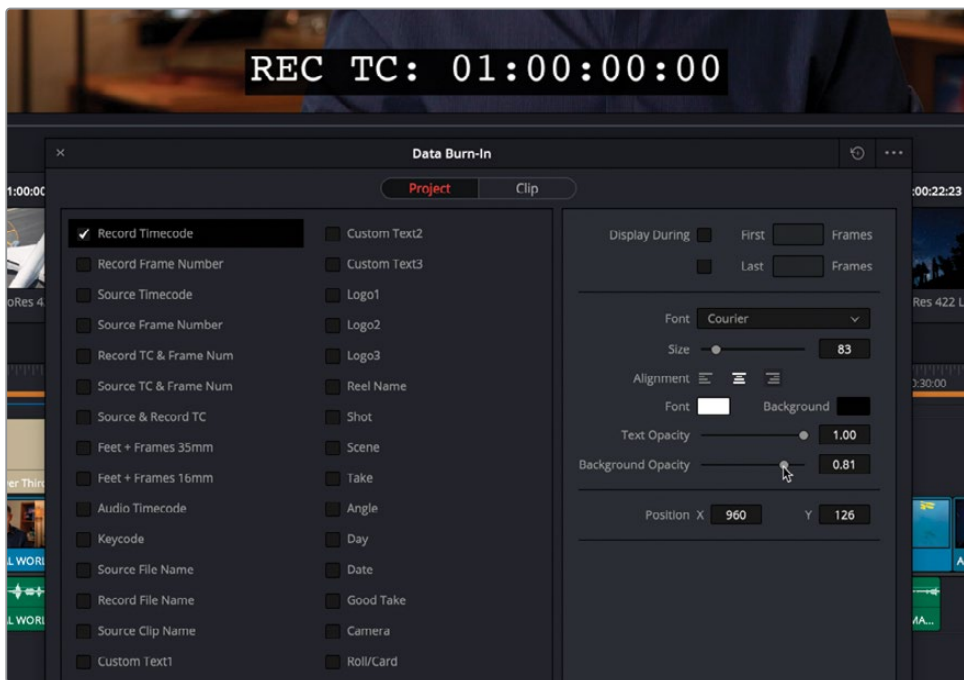 REC TC: 01:00:00:00
Data Burn-In
Project Clip
1:00:00
:00:22:23
Record Timecode
Record Frame Number
Source Timecode
Source Frame Number
Record TC & Frame Num
Source TC & Frame Num
Source & Record TC
Feet + Frames 35mm
Feet + Frames 16mm
Audio Timecode
Keycode
Source File Name
Record File Name
Source Clip Name
Custom Text1
Custom Text2
Custom Text3
Logo1
Logo2
Logo3
Reel Name
Shot
Scene
Take
Angle
Day
Date
Good Take
Camera
Roll/Card
Display During First Frames
Last Frames
Font Courier
Size 83
Alignment
Font Background
Text Opacity 1.00
Background Opacity 0.81
Position X 960 Y 126
oRes 4
Res 422 L
0:30:00
er Thir
L WORL
L WORL
A
MA...